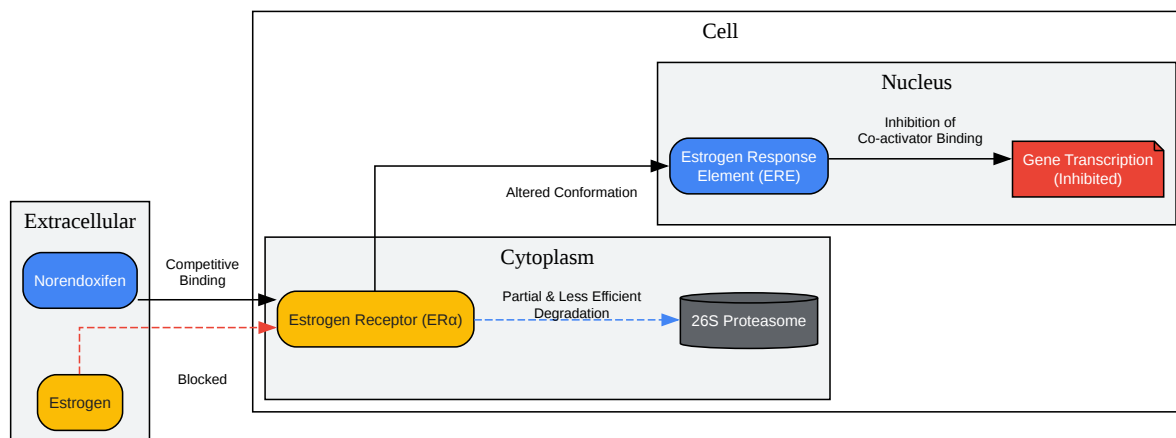 Cell
Nucleus
Inhibition of
Co-activator Binding
Estrogen Response
Element (ERE)
Gene Transcription
(Inhibited)
Altered Conformation
Extracellular
Norendoxifen
Competitive
Binding
Cytoplasm
Estrogen Receptor (ERα)
Partial & Less Efficient
Degradation
26S Proteasome
Blocked
Estrogen